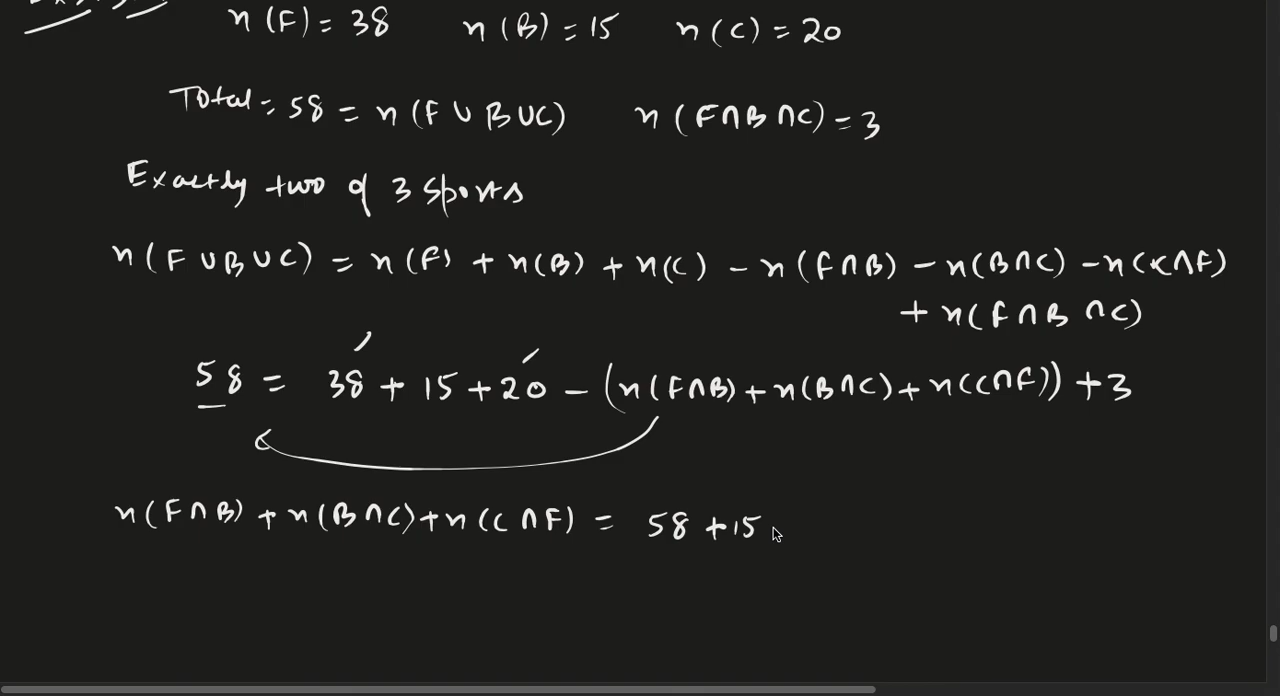 n (F) = 38 n (B) = 15 n (C) = 20
Total = 58 = n (F ∪ B ∪ C) n (F ∩ B ∩ C) = 3
Exactly two of 3 sports
n (F ∪ B ∪ C) = n (F) + n (B) + n (C) - n (F ∩ B) - n (B ∩ C) - n (C ∩ F)
+ n (F ∩ B ∩ C)
58 = 38 + 15 + 20 - (n (F ∩ B) + n (B ∩ C) + n (C ∩ F)) + 3
n (F ∩ B) + n (B ∩ C) + n (C ∩ F) = 58 + 15